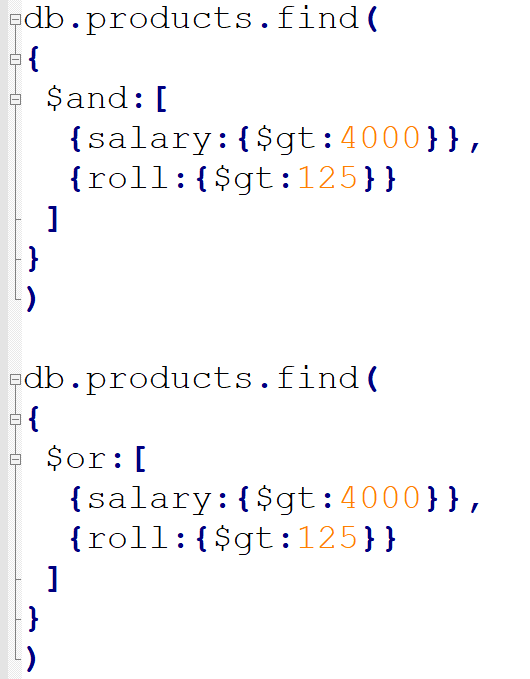 db.products.find(
{
$and:[
{salary:{$gt:4000}},
{roll:{$gt:125}}
]
}
)
db.products.find(
{
$or:[
{salary:{$gt:4000}},
{roll:{$gt:125}}
]
}
)